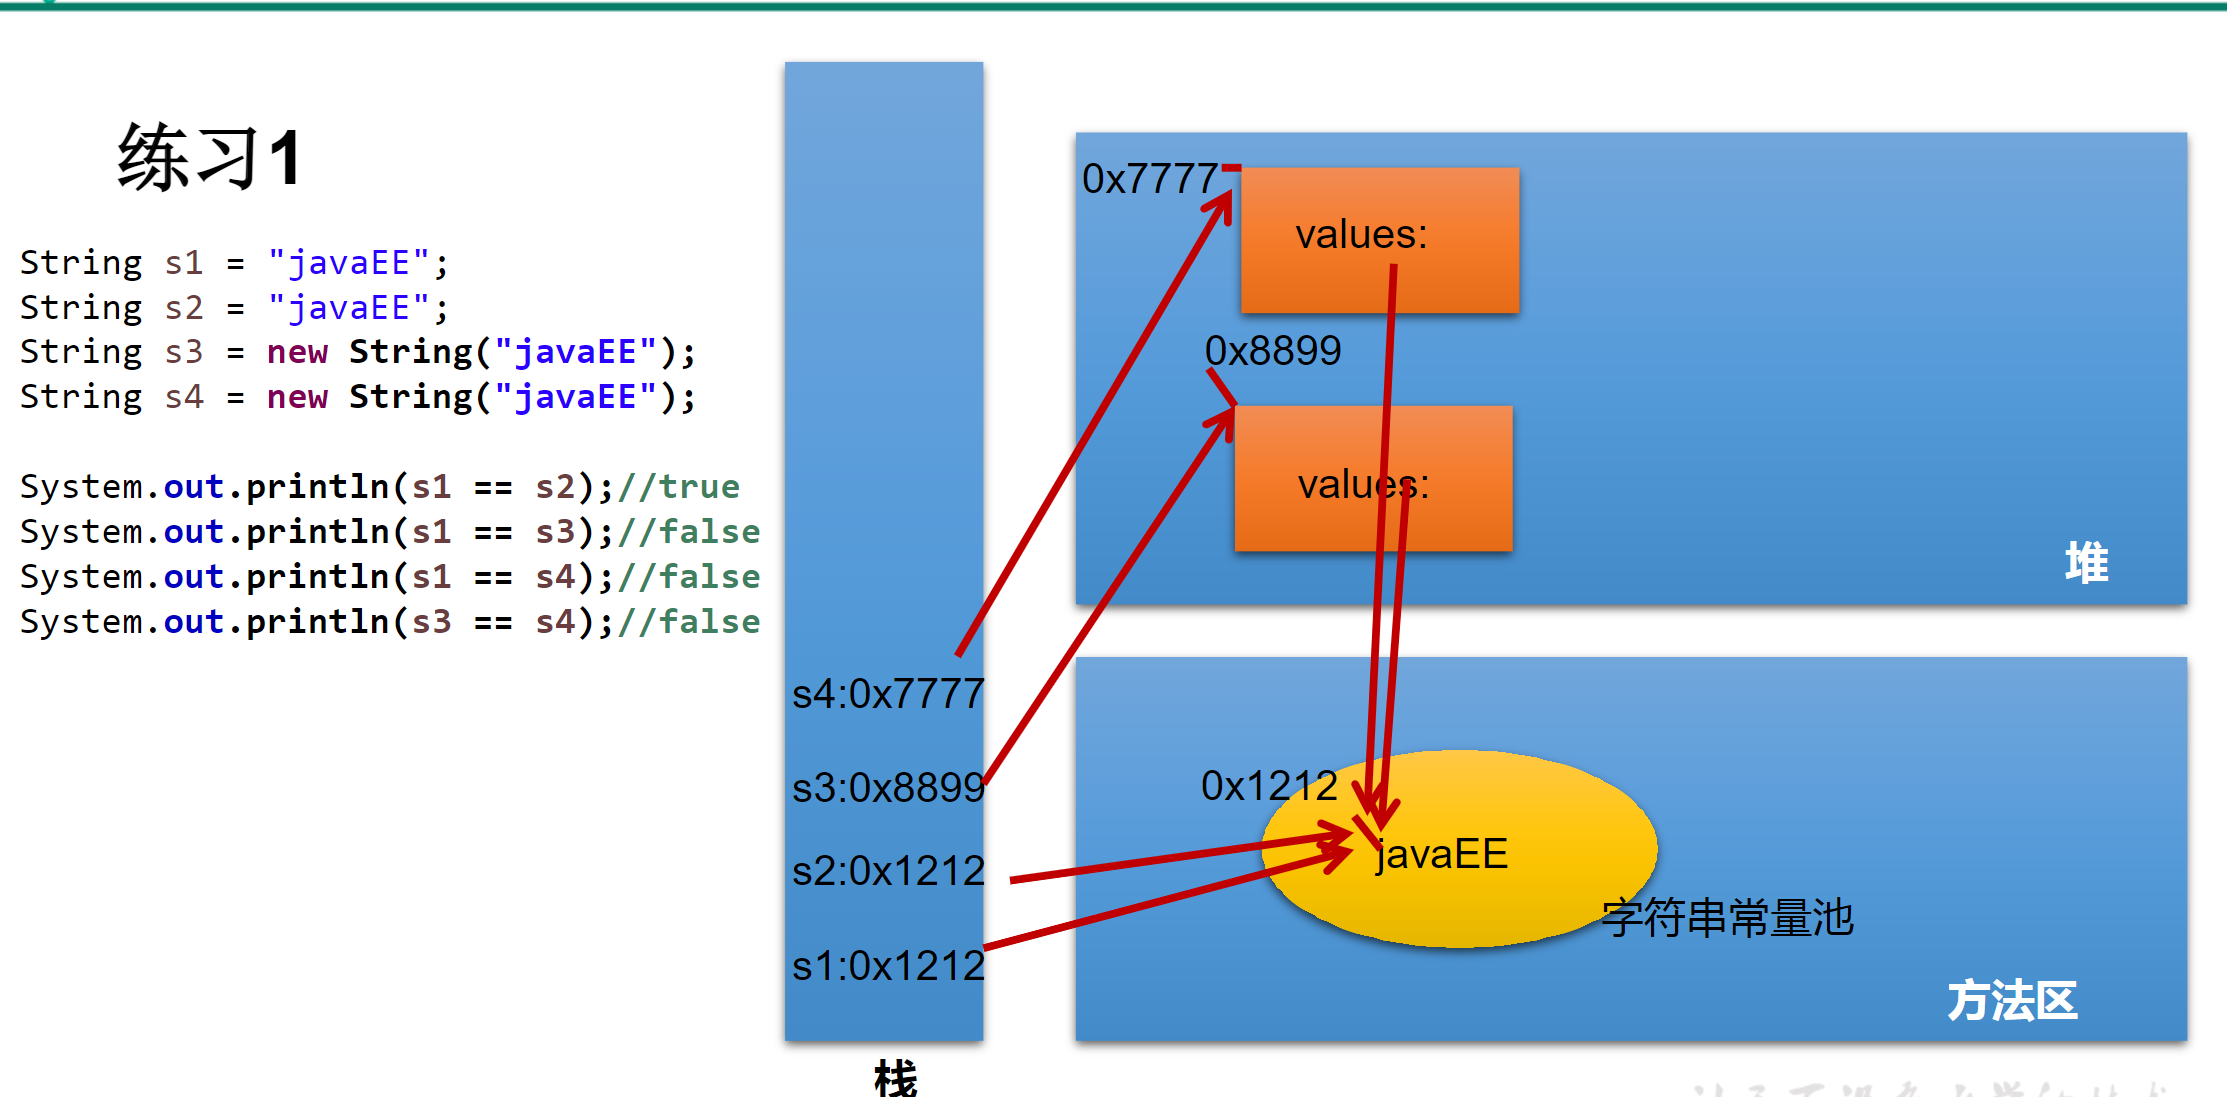 练习1
String s1 = "javaEE";
String s2 = "javaEE";
String s3 = new String("javaEE");
String s4 = new String("javaEE");
System.out.println(s1 == s2);//true
System.out.println(s1 == s3);//false
System.out.println(s1 == s4);//false
System.out.println(s3 == s4);//false
s4:0x7777
s3:0x8899
s2:0x1212
s1:0x1212
栈
0x7777
values:
0x8899
values:
堆
0x1212
javaEE
字符串常量池
方法区